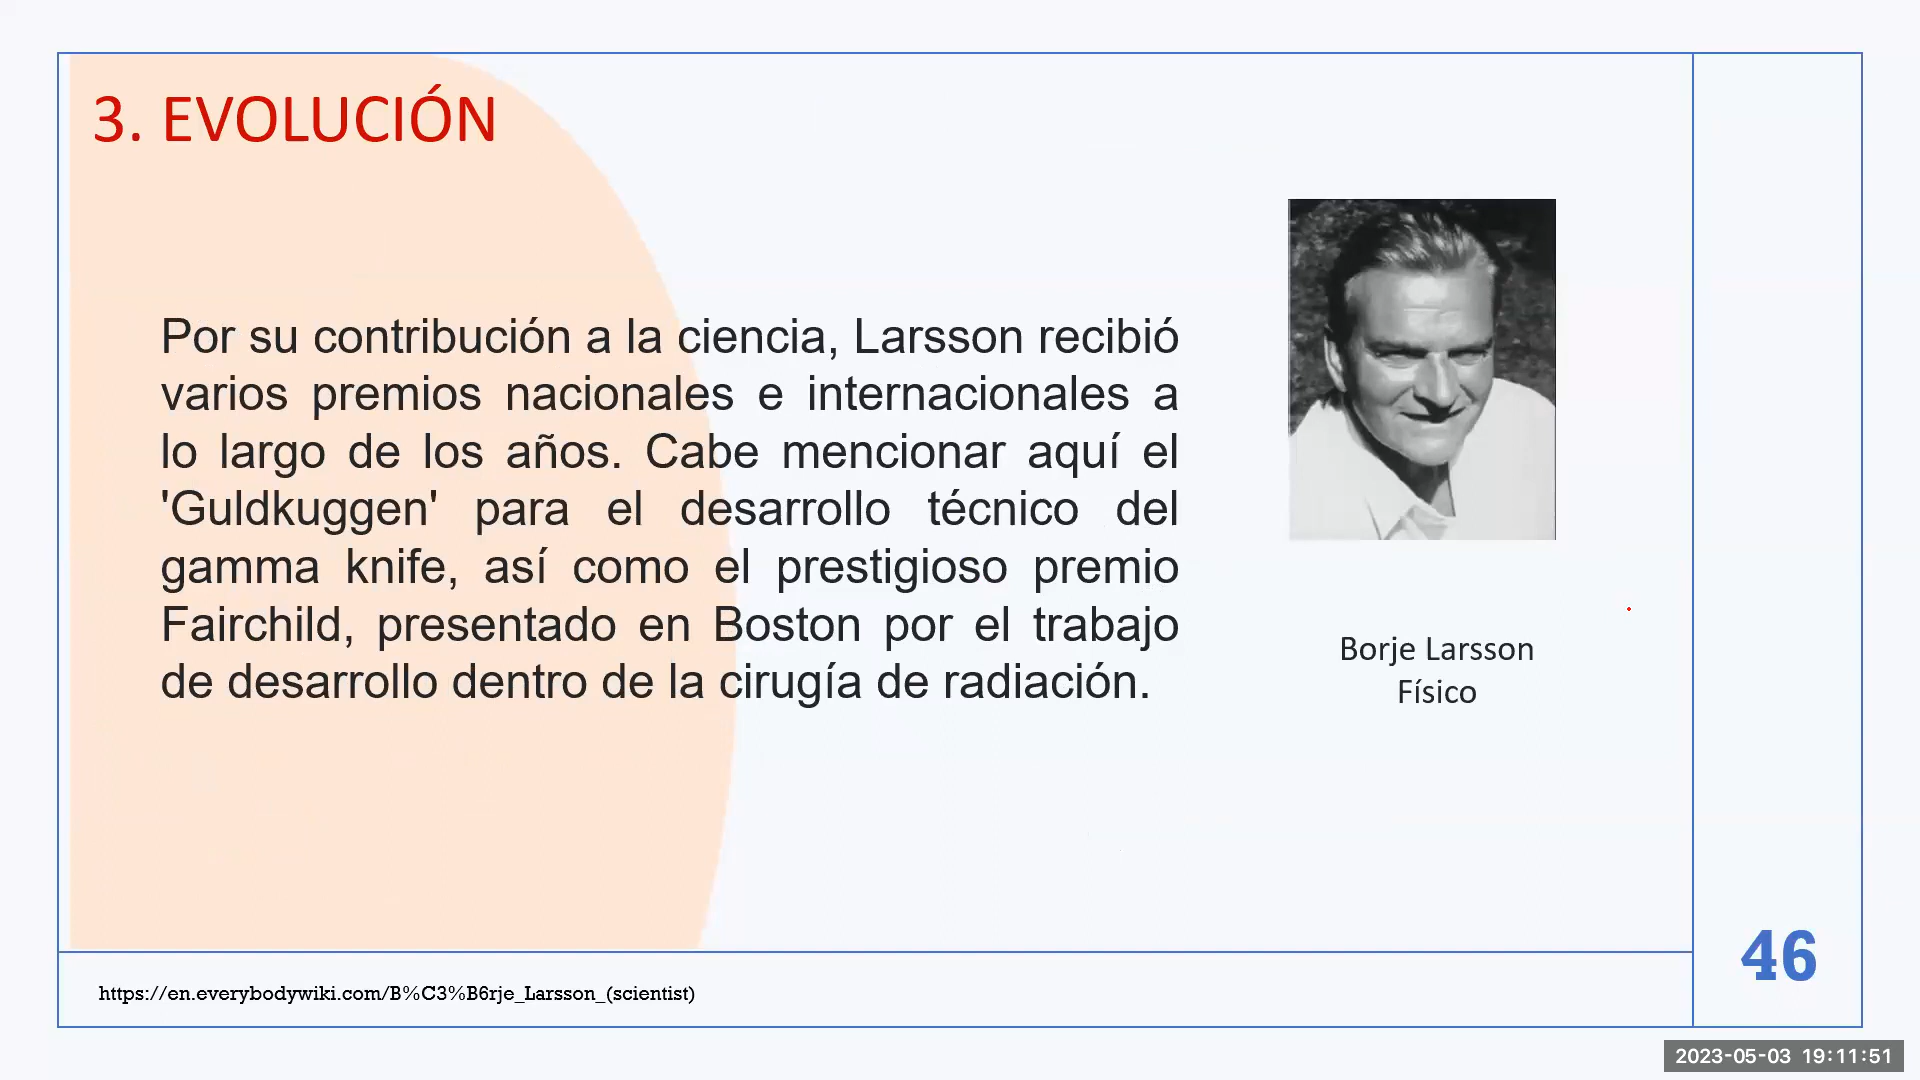 3. EVOLUCIÓN
Por su contribución a la ciencia, Larsson recibió
varios premios nacionales e internacionales a
lo largo de los años. Cabe mencionar aquí el
'Guldkuggen' para el desarrollo técnico del
gamma knife, así como el prestigioso premio
Fairchild, presentado en Boston por el trabajo
de desarrollo dentro de la cirugía de radiación.
Borje Larsson
Físico
46
https://en.everybodywiki.com/B%C3%B6rje_Larsson_(scientist)
2023-05-03 19:11:51